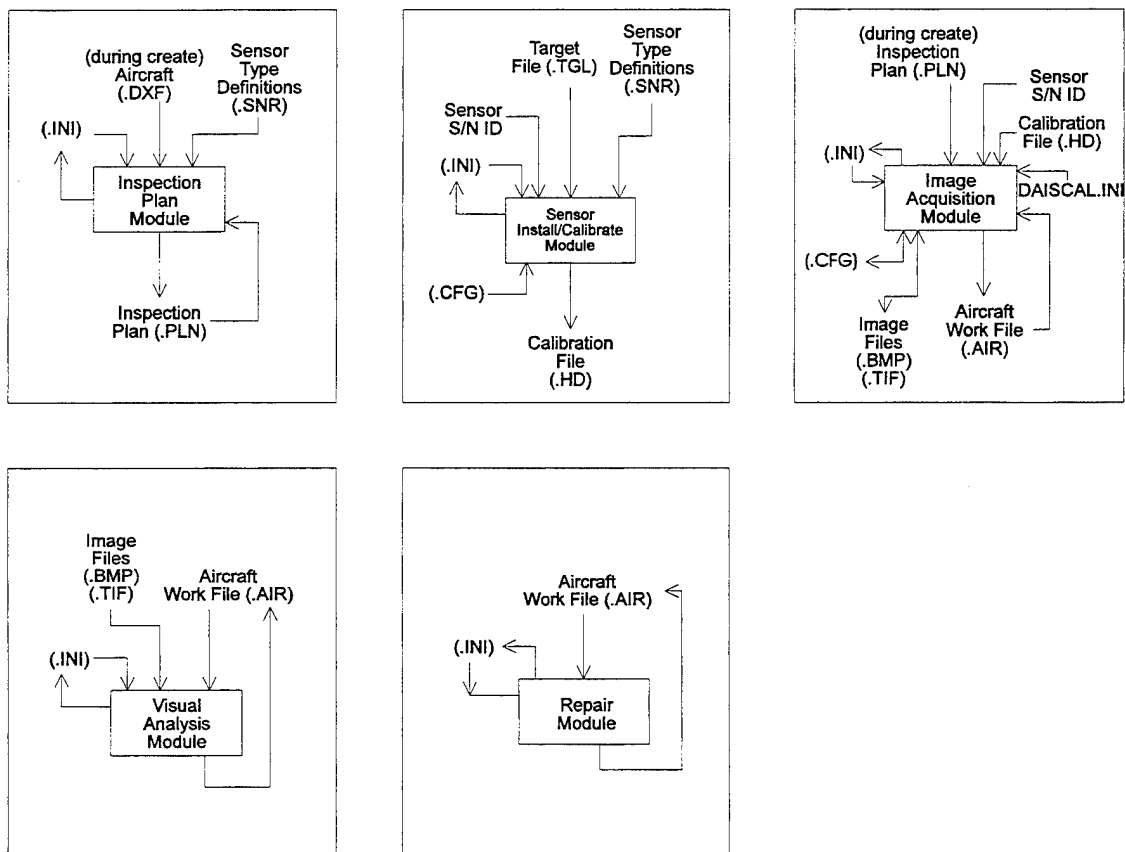 (during create)
Aircraft
(.DXF)
Sensor
Type
Definitions
(.SNR)
(.INI)
Inspection
Plan
Module
Inspection
Plan (.PLN)
Target
File (.TGL)
Sensor
Type
Definitions
(.SNR)
Sensor
S/N ID
(.INI)
Sensor
Install/Calibrate
Module
(.CFG)
Calibration
File
(.HD)
(during create)
Inspection
Plan (.PLN)
Sensor
S/N ID
Calibration
File (.HD)
(.INI)
Image
Acquisition
Module
DAISCAL.INI
(.CFG)
Image
Files
(.BMP)
(.TIF)
Aircraft
Work File
(.AIR)
Image
Files
(.BMP)
(.TIF)
Aircraft
Work File (.AIR)
(.INI)
Visual
Analysis
Module
Aircraft
Work File (.AIR)
(.INI)
Repair
Module